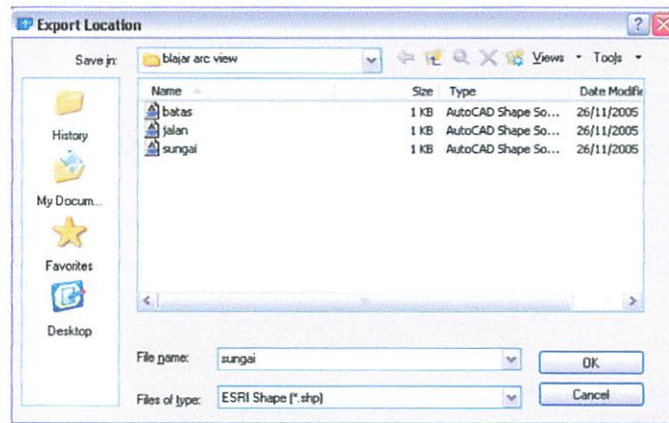 Export Location
Save in: blajar arc view Views Tools
Name Size Type Date Modifie
batas 1 KB AutoCAD Shape So... 26/11/2005
jalan 1 KB AutoCAD Shape So... 26/11/2005
sungai 1 KB AutoCAD Shape So... 26/11/2005
History
My Docum...
Favorites
Desktop
File name: sungai OK
Files of type: ESRI Shape (*.shp) Cancel